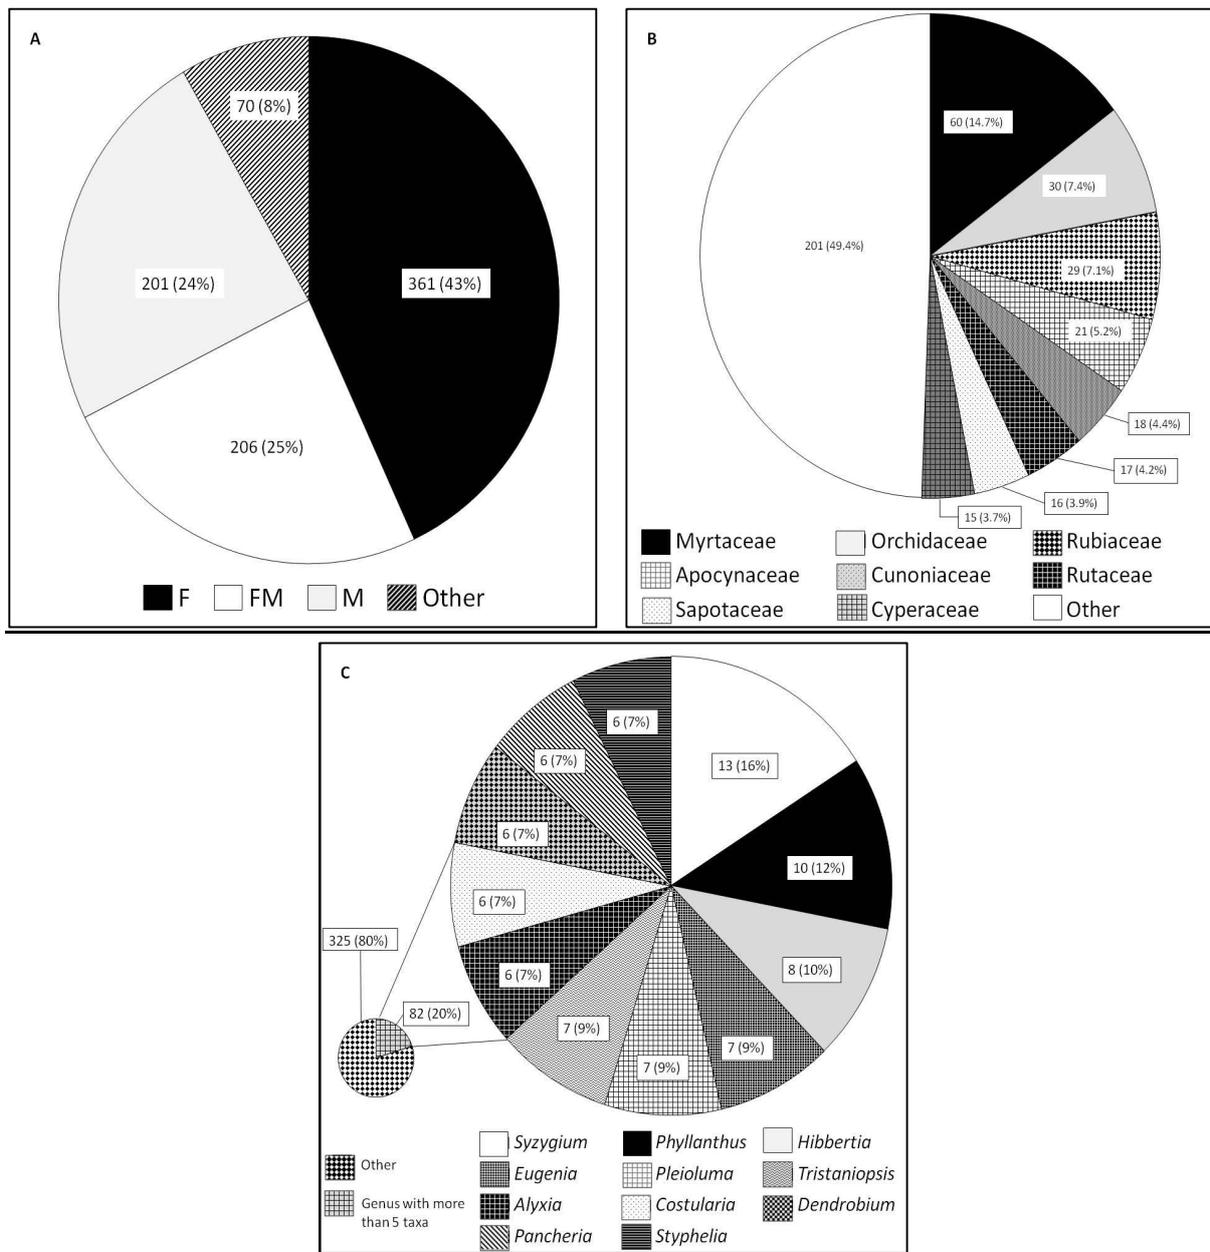 A
70 (8%)
361 (43%)
201 (24%)
206 (25%)
F FM M Other
B
60 (14.7%)
30 (7.4%)
29 (7.1%)
21 (5.2%)
18 (4.4%)
17 (4.2%)
16 (3.9%)
15 (3.7%)
201 (49.4%)
Myrtaceae Orchidaceae Rubiaceae
Apocynaceae Cunoniaceae Rutaceae
Sapotaceae Cyperaceae Other
C
13 (16%)
10 (12%)
8 (10%)
7 (9%)
7 (9%)
7 (9%)
6 (7%)
6 (7%)
6 (7%)
6 (7%)
6 (7%)
325 (80%)
82 (20%)
Other
Genus with more
than 5 taxa
Syzygium Phyllanthus Hibbertia
Eugenia Pleioluma Tristaniopsis
Alyxia Costularia Dendrobium
Pancheria Styphelia